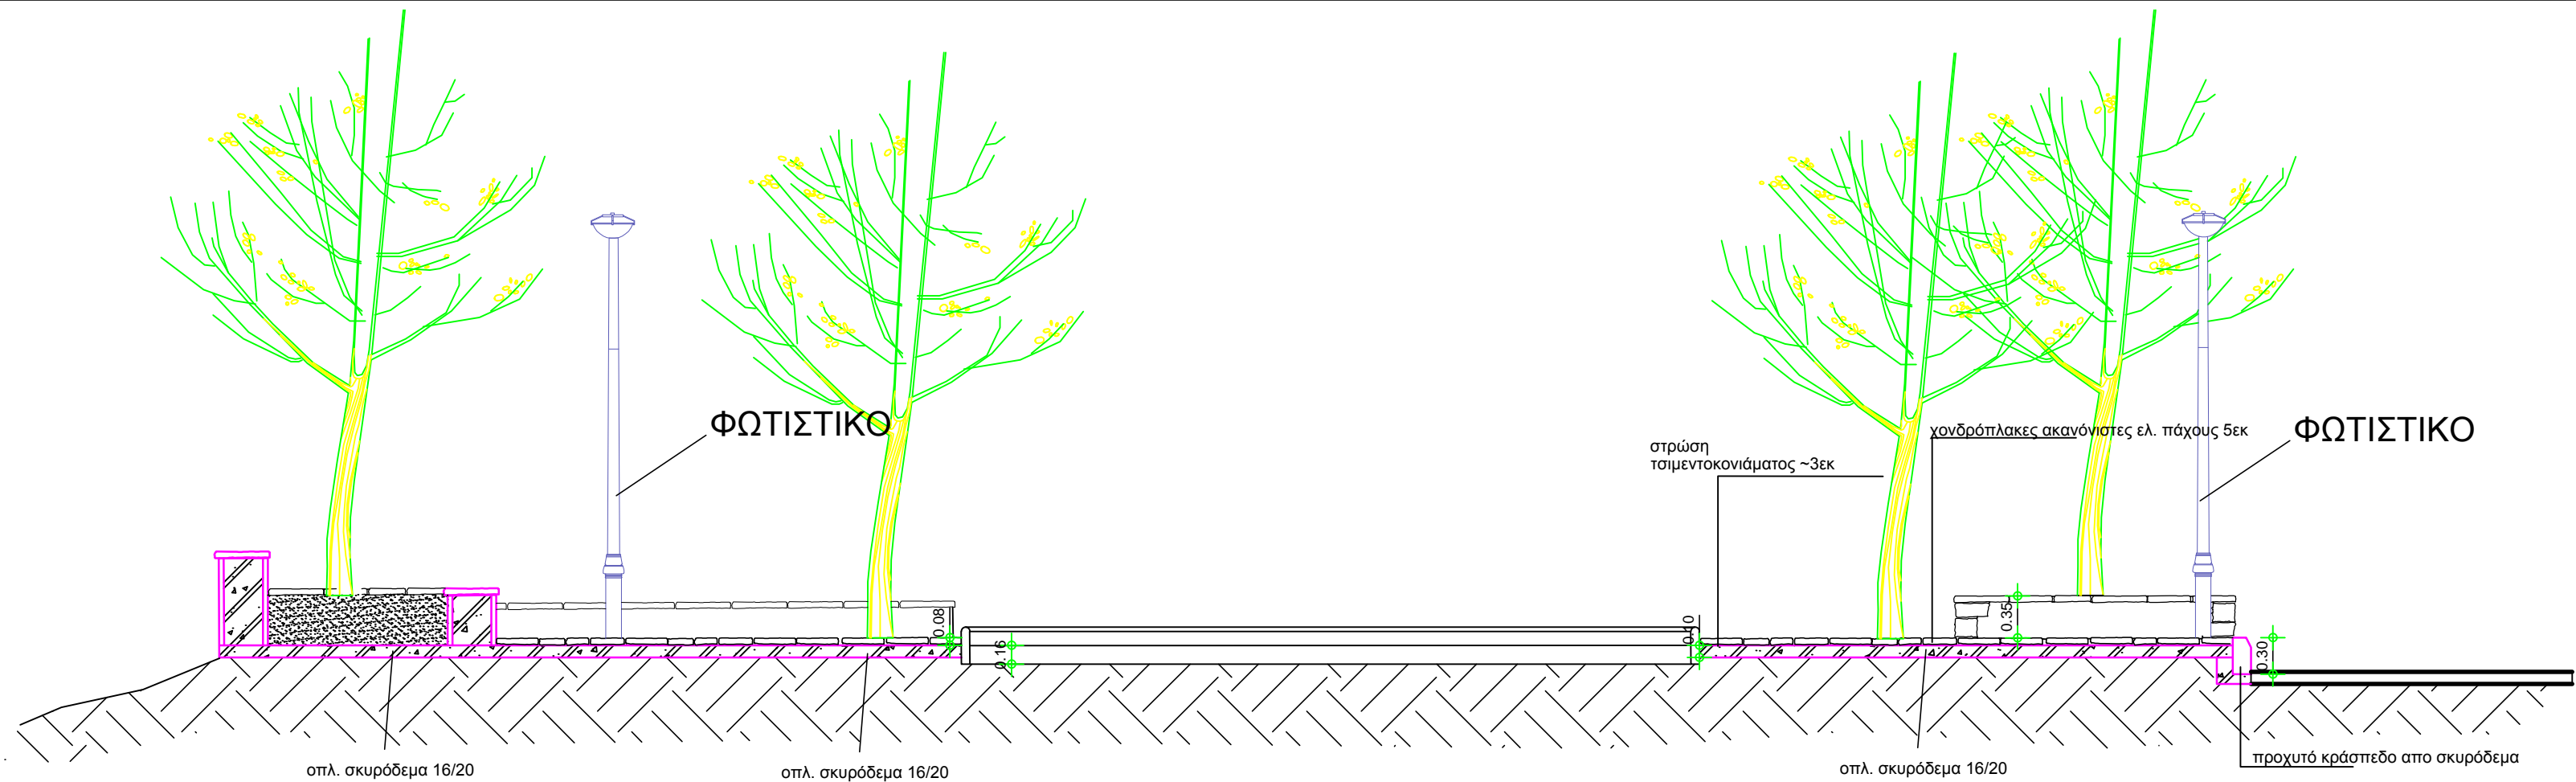 ΦΩΤΙΣΤΙΚΟ
στρώση
τσιμεντοκονιάματος ~3εκ
χονδρόπλακες ακανόνιστες ελ. πάχους 5εκ
ΦΩΤΙΣΤΙΚΟ
0.08
0.16
0.10
0.35
0.30
οπλ. σκυρόδεμα 16/20
οπλ. σκυρόδεμα 16/20
οπλ. σκυρόδεμα 16/20
προχυτό κράσπεδο απο σκυρόδεμα